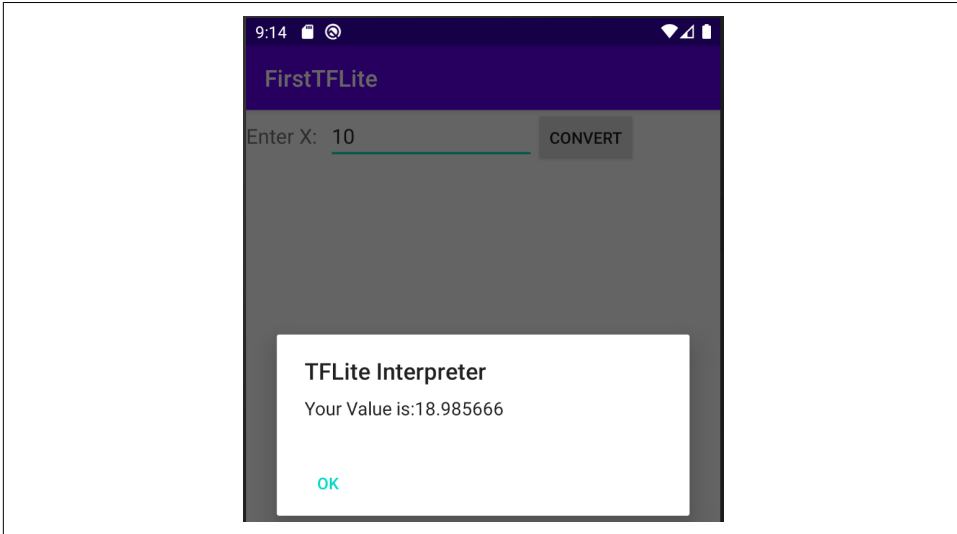 9:14
FirstTFLite
Enter X: 10 CONVERT
TFLite Interpreter
Your Value is:18.985666
OK